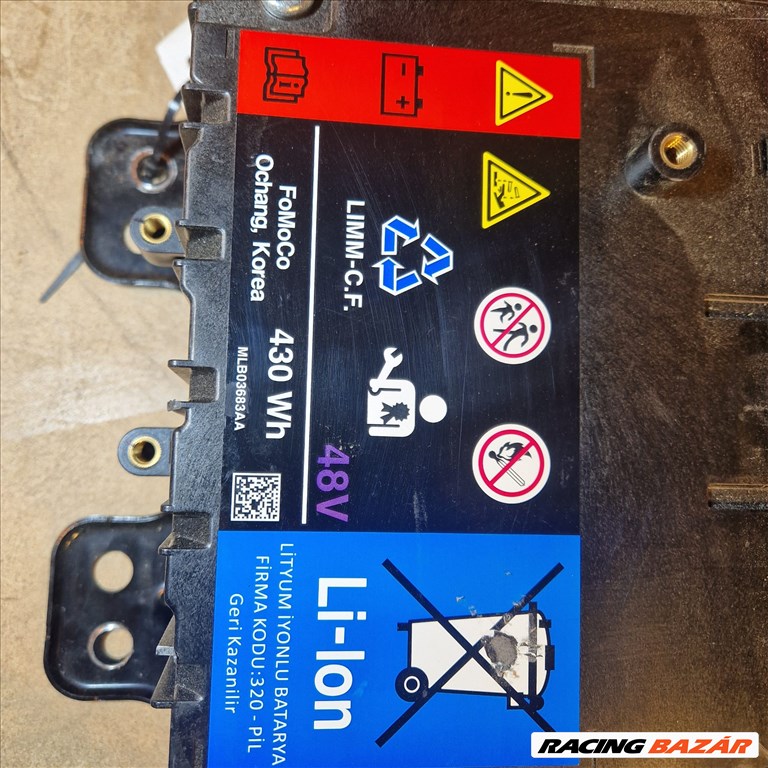 LIMM-C.F.
FoMoCo
Ochang, Korea
430 Wh
MLB03683AA
48V
Li-Ion
LİTYUM İYONLU BATARYA
FİRMA KODU:320 - PİL
Geri Kazanilir
RACING BAZÁR